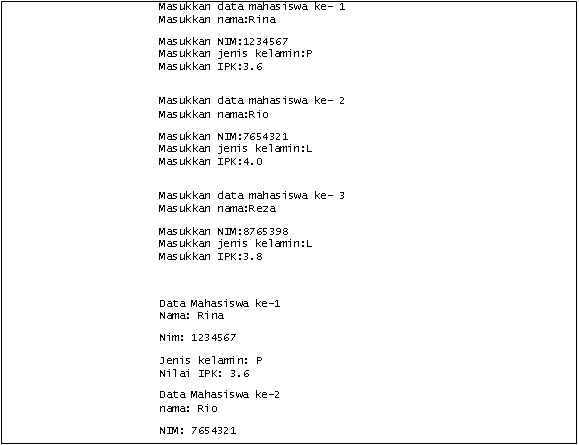 Masukkan data mahasiswa ke- 1
Masukkan nama:Rina
Masukkan NIM:1234567
Masukkan jenis kelamin:P
Masukkan IPK:3.6
Masukkan data mahasiswa ke- 2
Masukkan nama:Rio
Masukkan NIM:7654321
Masukkan jenis kelamin:L
Masukkan IPK:4.0
Masukkan data mahasiswa ke- 3
Masukkan nama:Reza
Masukkan NIM:8765398
Masukkan jenis kelamin:L
Masukkan IPK:3.8
Data Mahasiswa ke-1
Nama: Rina
Nim: 1234567
Jenis kelamin: P
Nilai IPK: 3.6
Data Mahasiswa ke-2
nama: Rio
NIM: 7654321